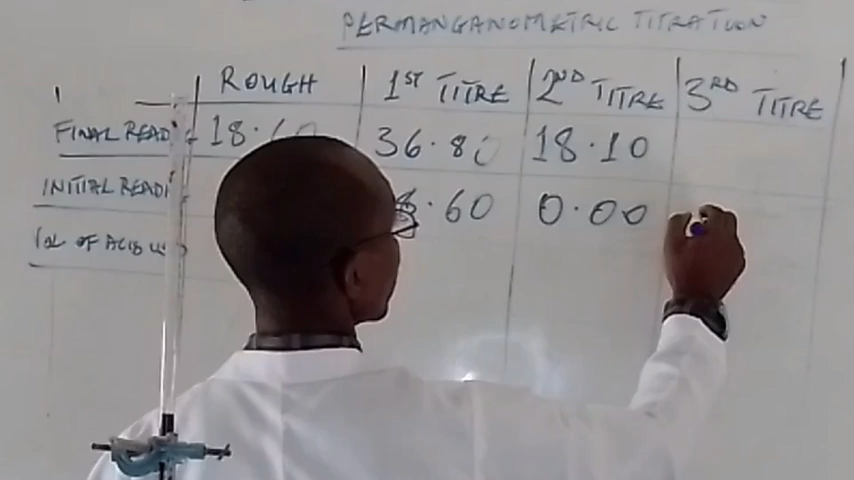 PERMANGANOMETRIC TITRATION
ROUGH 1ST TITRE 2ND TITRE 3RD TITRE
FINAL READ 18.60 36.80 18.10
INITIAL READI .60 0.00
VOL OF ACID